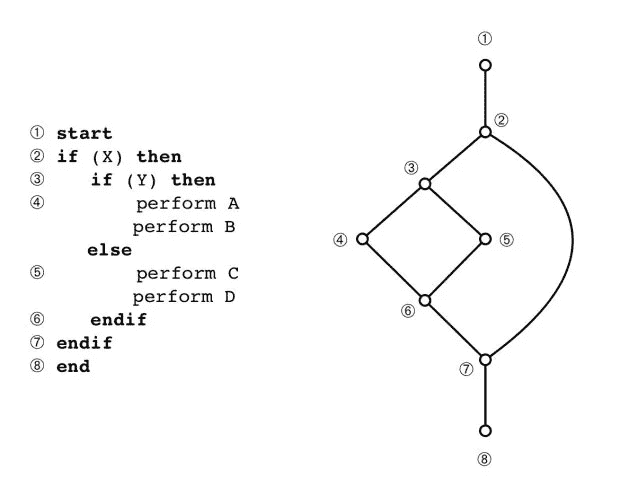 ① start
② if (X) then
③ if (Y) then
④ perform A
perform B
else
⑤ perform C
perform D
⑥ endif
⑦ endif
⑧ end
①
②
③
④
⑤
⑥
⑦
⑧